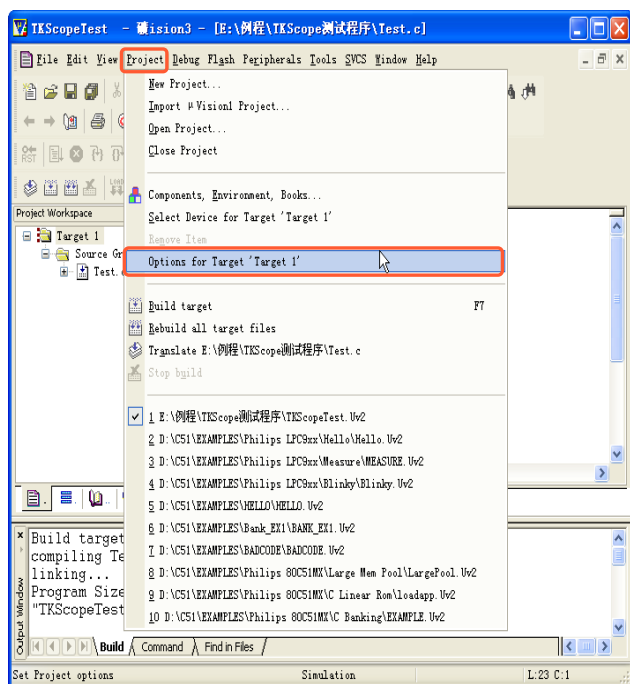 TKScopeTest - 礦ision3 - [E:\例程\TKScope测试程序\Test.c]
File Edit View Project Debug Flash Peripherals Tools SVCS Window Help
New Project...
Import μVision1 Project...
Open Project...
Close Project
Components, Environment, Books...
Select Device for Target 'Target 1'
Remove Item
Options for Target 'Target 1'
Build target F7
Rebuild all target files
Translate E:\例程\TKScope测试程序\Test.c
Stop build
1 E:\例程\TKScope测试程序\TKScopeTest.Uv2
2 D:\C51\EXAMPLES\Philips LPC9xx\Hello\Hello.Uv2
3 D:\C51\EXAMPLES\Philips LPC9xx\Measure\MEASURE.Uv2
4 D:\C51\EXAMPLES\Philips LPC9xx\Blinky\Blinky.Uv2
5 D:\C51\EXAMPLES\HELLO\HELLO.Uv2
6 D:\C51\EXAMPLES\Bank_EX1\BANK_EX1.Uv2
7 D:\C51\EXAMPLES\BADCODE\BADCODE.Uv2
8 D:\C51\EXAMPLES\Philips 80C51MX\Large Mem Pool\LargePool.Uv2
9 D:\C51\EXAMPLES\Philips 80C51MX\C Linear Rom\loadapp.Uv2
10 D:\C51\EXAMPLES\Philips 80C51MX\C Banking\EXAMPLE.Uv2
RST
Project Workspace
Target 1
Source Gr
Test.
Build target
compiling Te
linking...
Program Size
"TKScopeTest
Output Window
Build Command Find in Files
Set Project options Simulation L:23 C:1